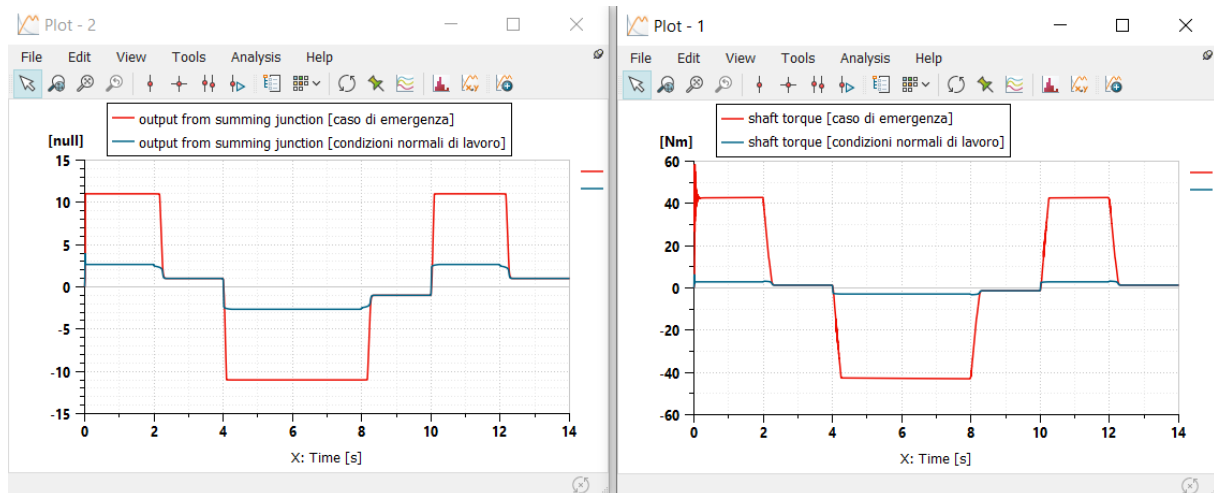 Plot - 2
File Edit View Tools Analysis Help
output from summing junction [caso di emergenza]
output from summing junction [condizioni normali di lavoro]
[null]
15
10
5
0
-5
-10
-15
0 2 4 6 8 10 12 14
X: Time [s]
Plot - 1
File Edit View Tools Analysis Help
shaft torque [caso di emergenza]
shaft torque [condizioni normali di lavoro]
[Nm]
60
40
20
0
-20
-40
-60
0 2 4 6 8 10 12 14
X: Time [s]